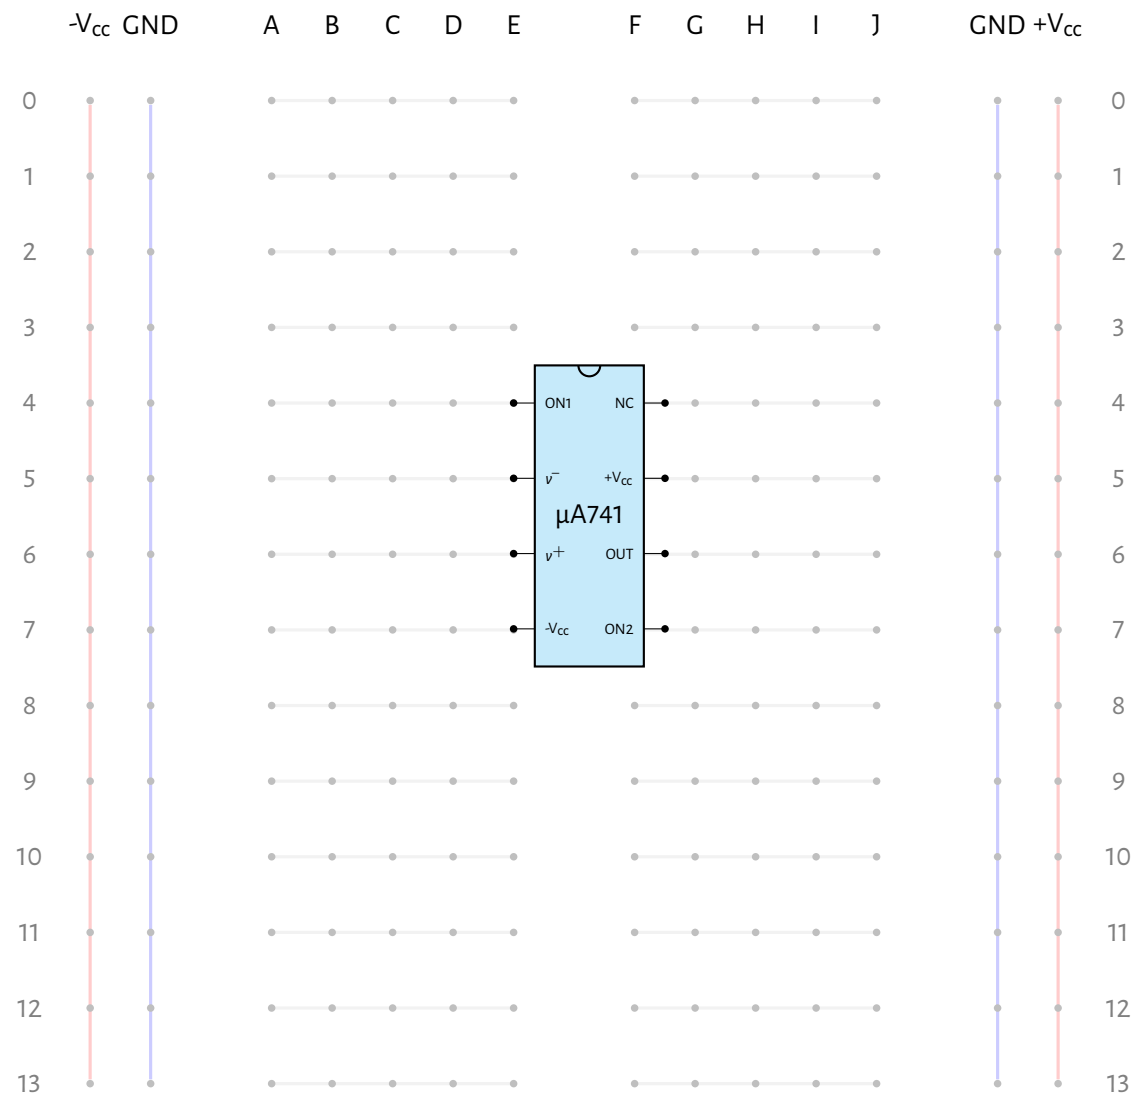 -Vcc GND A B C D E F G H I J GND +Vcc
0 0
1 1
2 2
3 3
4 ON1 NC 4
5 v⁻ +Vcc 5
μA741
6 v⁺ OUT 6
7 -Vcc ON2 7
8 8
9 9
10 10
11 11
12 12
13 13